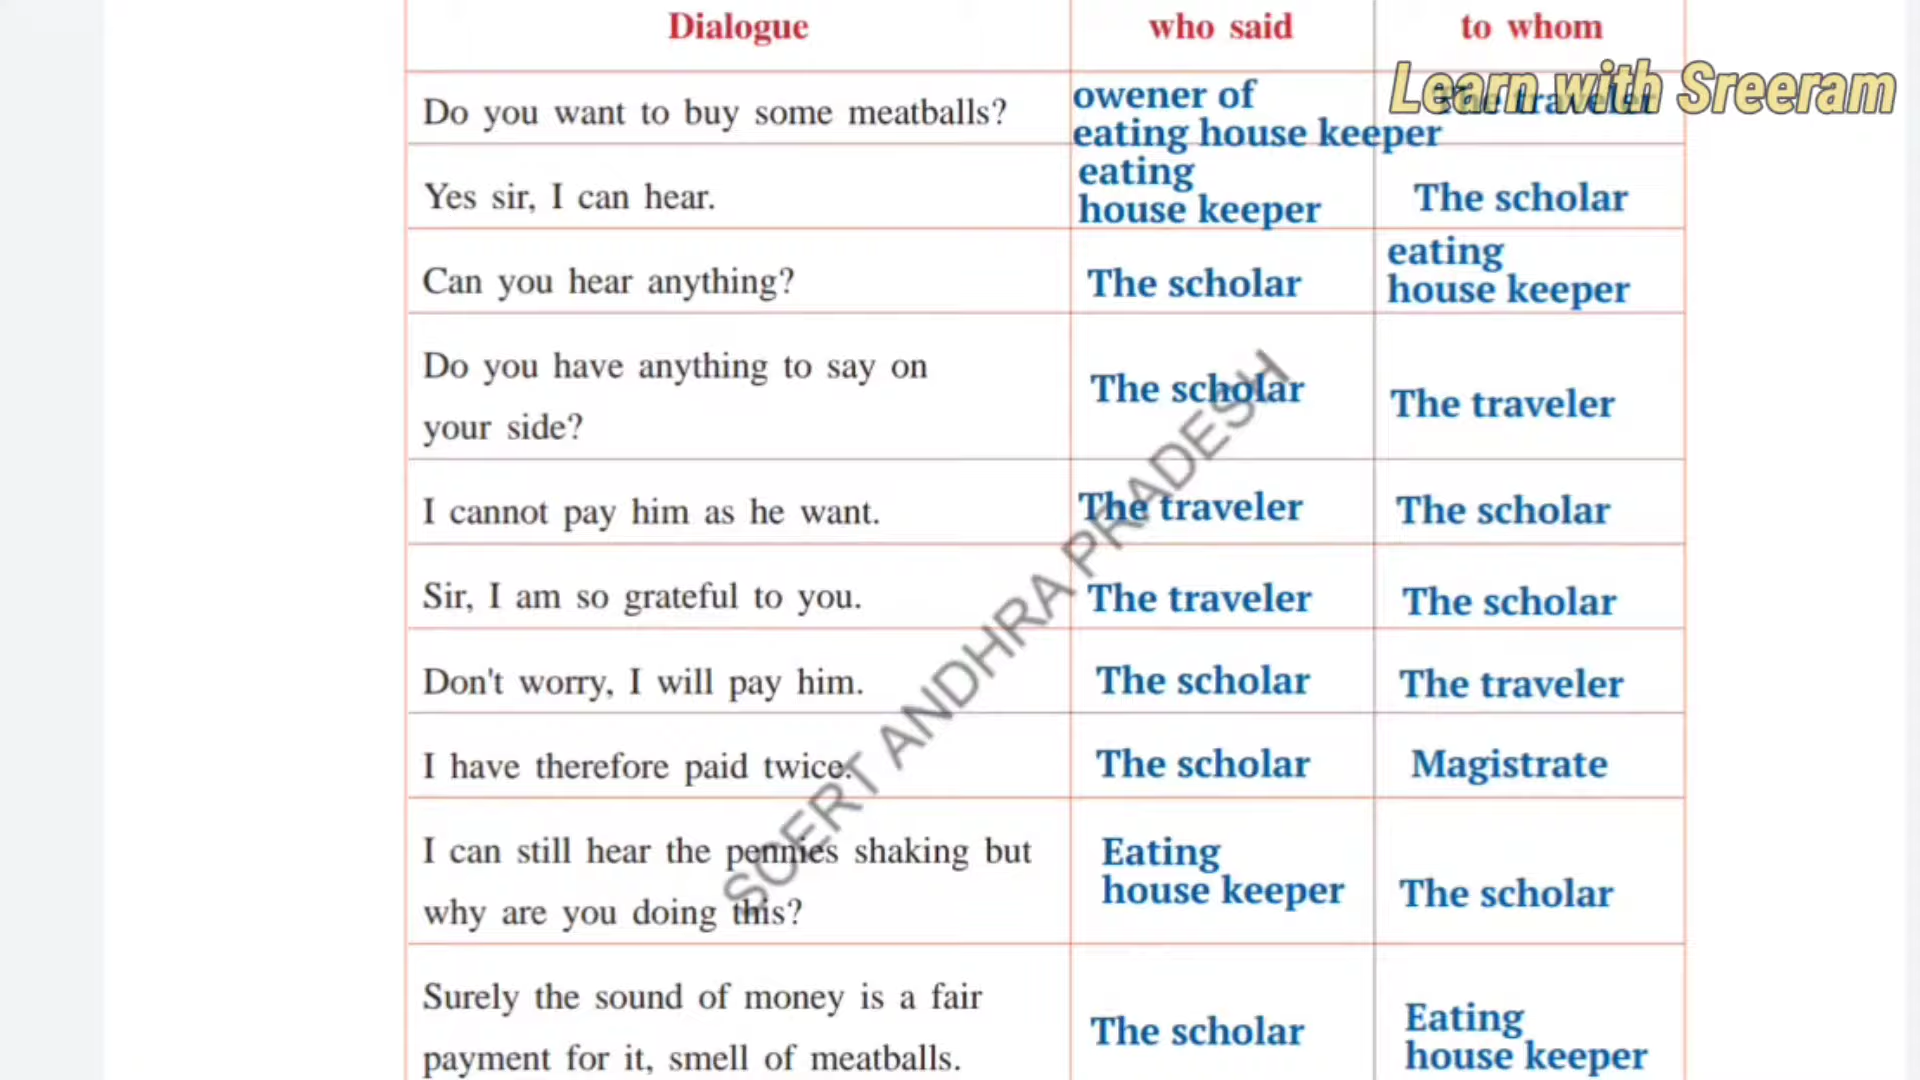 Dialogue who said to whom
Learn with Sreeram
Do you want to buy some meatballs? owener of
eating house keeper The traveler
Yes sir, I can hear. eating
house keeper The scholar
Can you hear anything? The scholar eating
house keeper
Do you have anything to say on
your side? The scholar The traveler
I cannot pay him as he want. The traveler The scholar
Sir, I am so grateful to you. The traveler The scholar
Don't worry, I will pay him. The scholar The traveler
I have therefore paid twice. The scholar Magistrate
I can still hear the pennies shaking but
why are you doing this? Eating
house keeper The scholar
Surely the sound of money is a fair
payment for it, smell of meatballs. The scholar Eating
house keeper
SCERT ANDHRA PRADESH